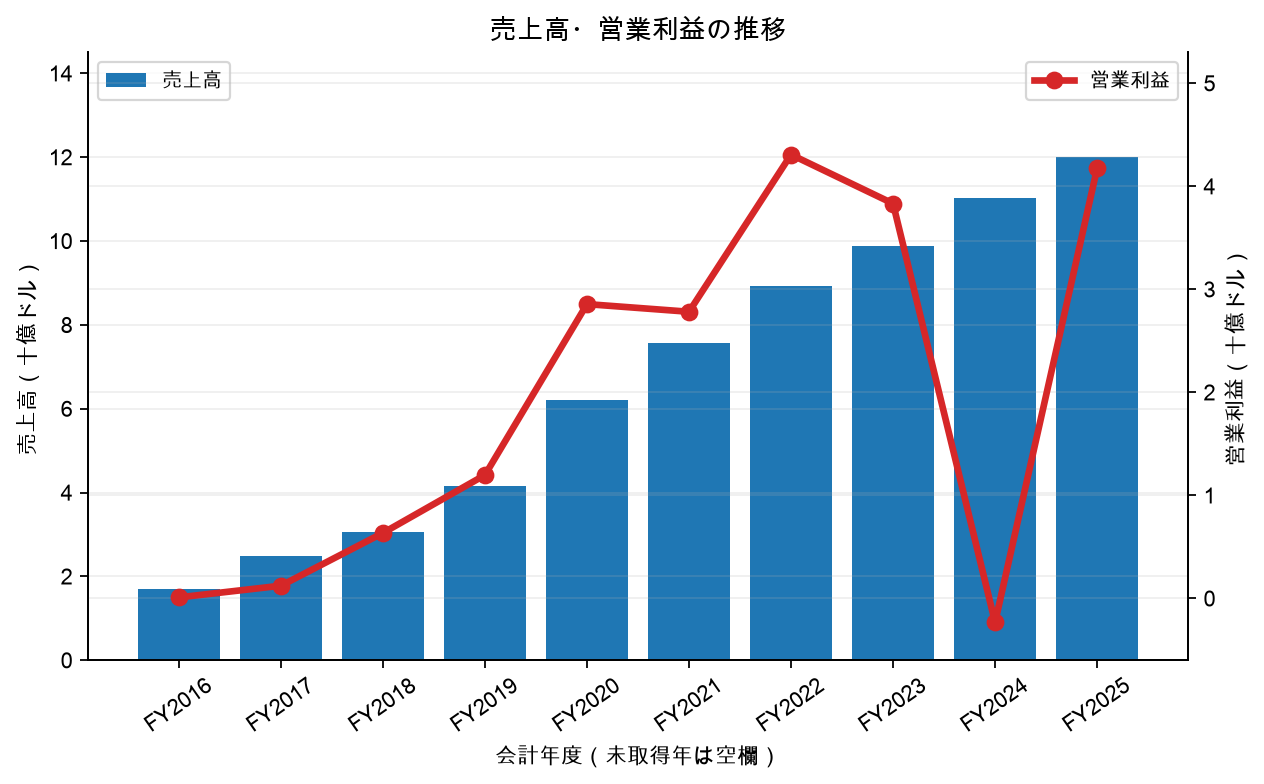 売上高・営業利益の推移
売上高
営業利益
売上高(十億ドル)
14
12
10
8
6
4
2
0
5
4
3
2
1
0
営業利益(十億ドル)
FY2016
FY2017
FY2018
FY2019
FY2020
FY2021
FY2022
FY2023
FY2024
FY2025
会計年度(未取得年は空欄)